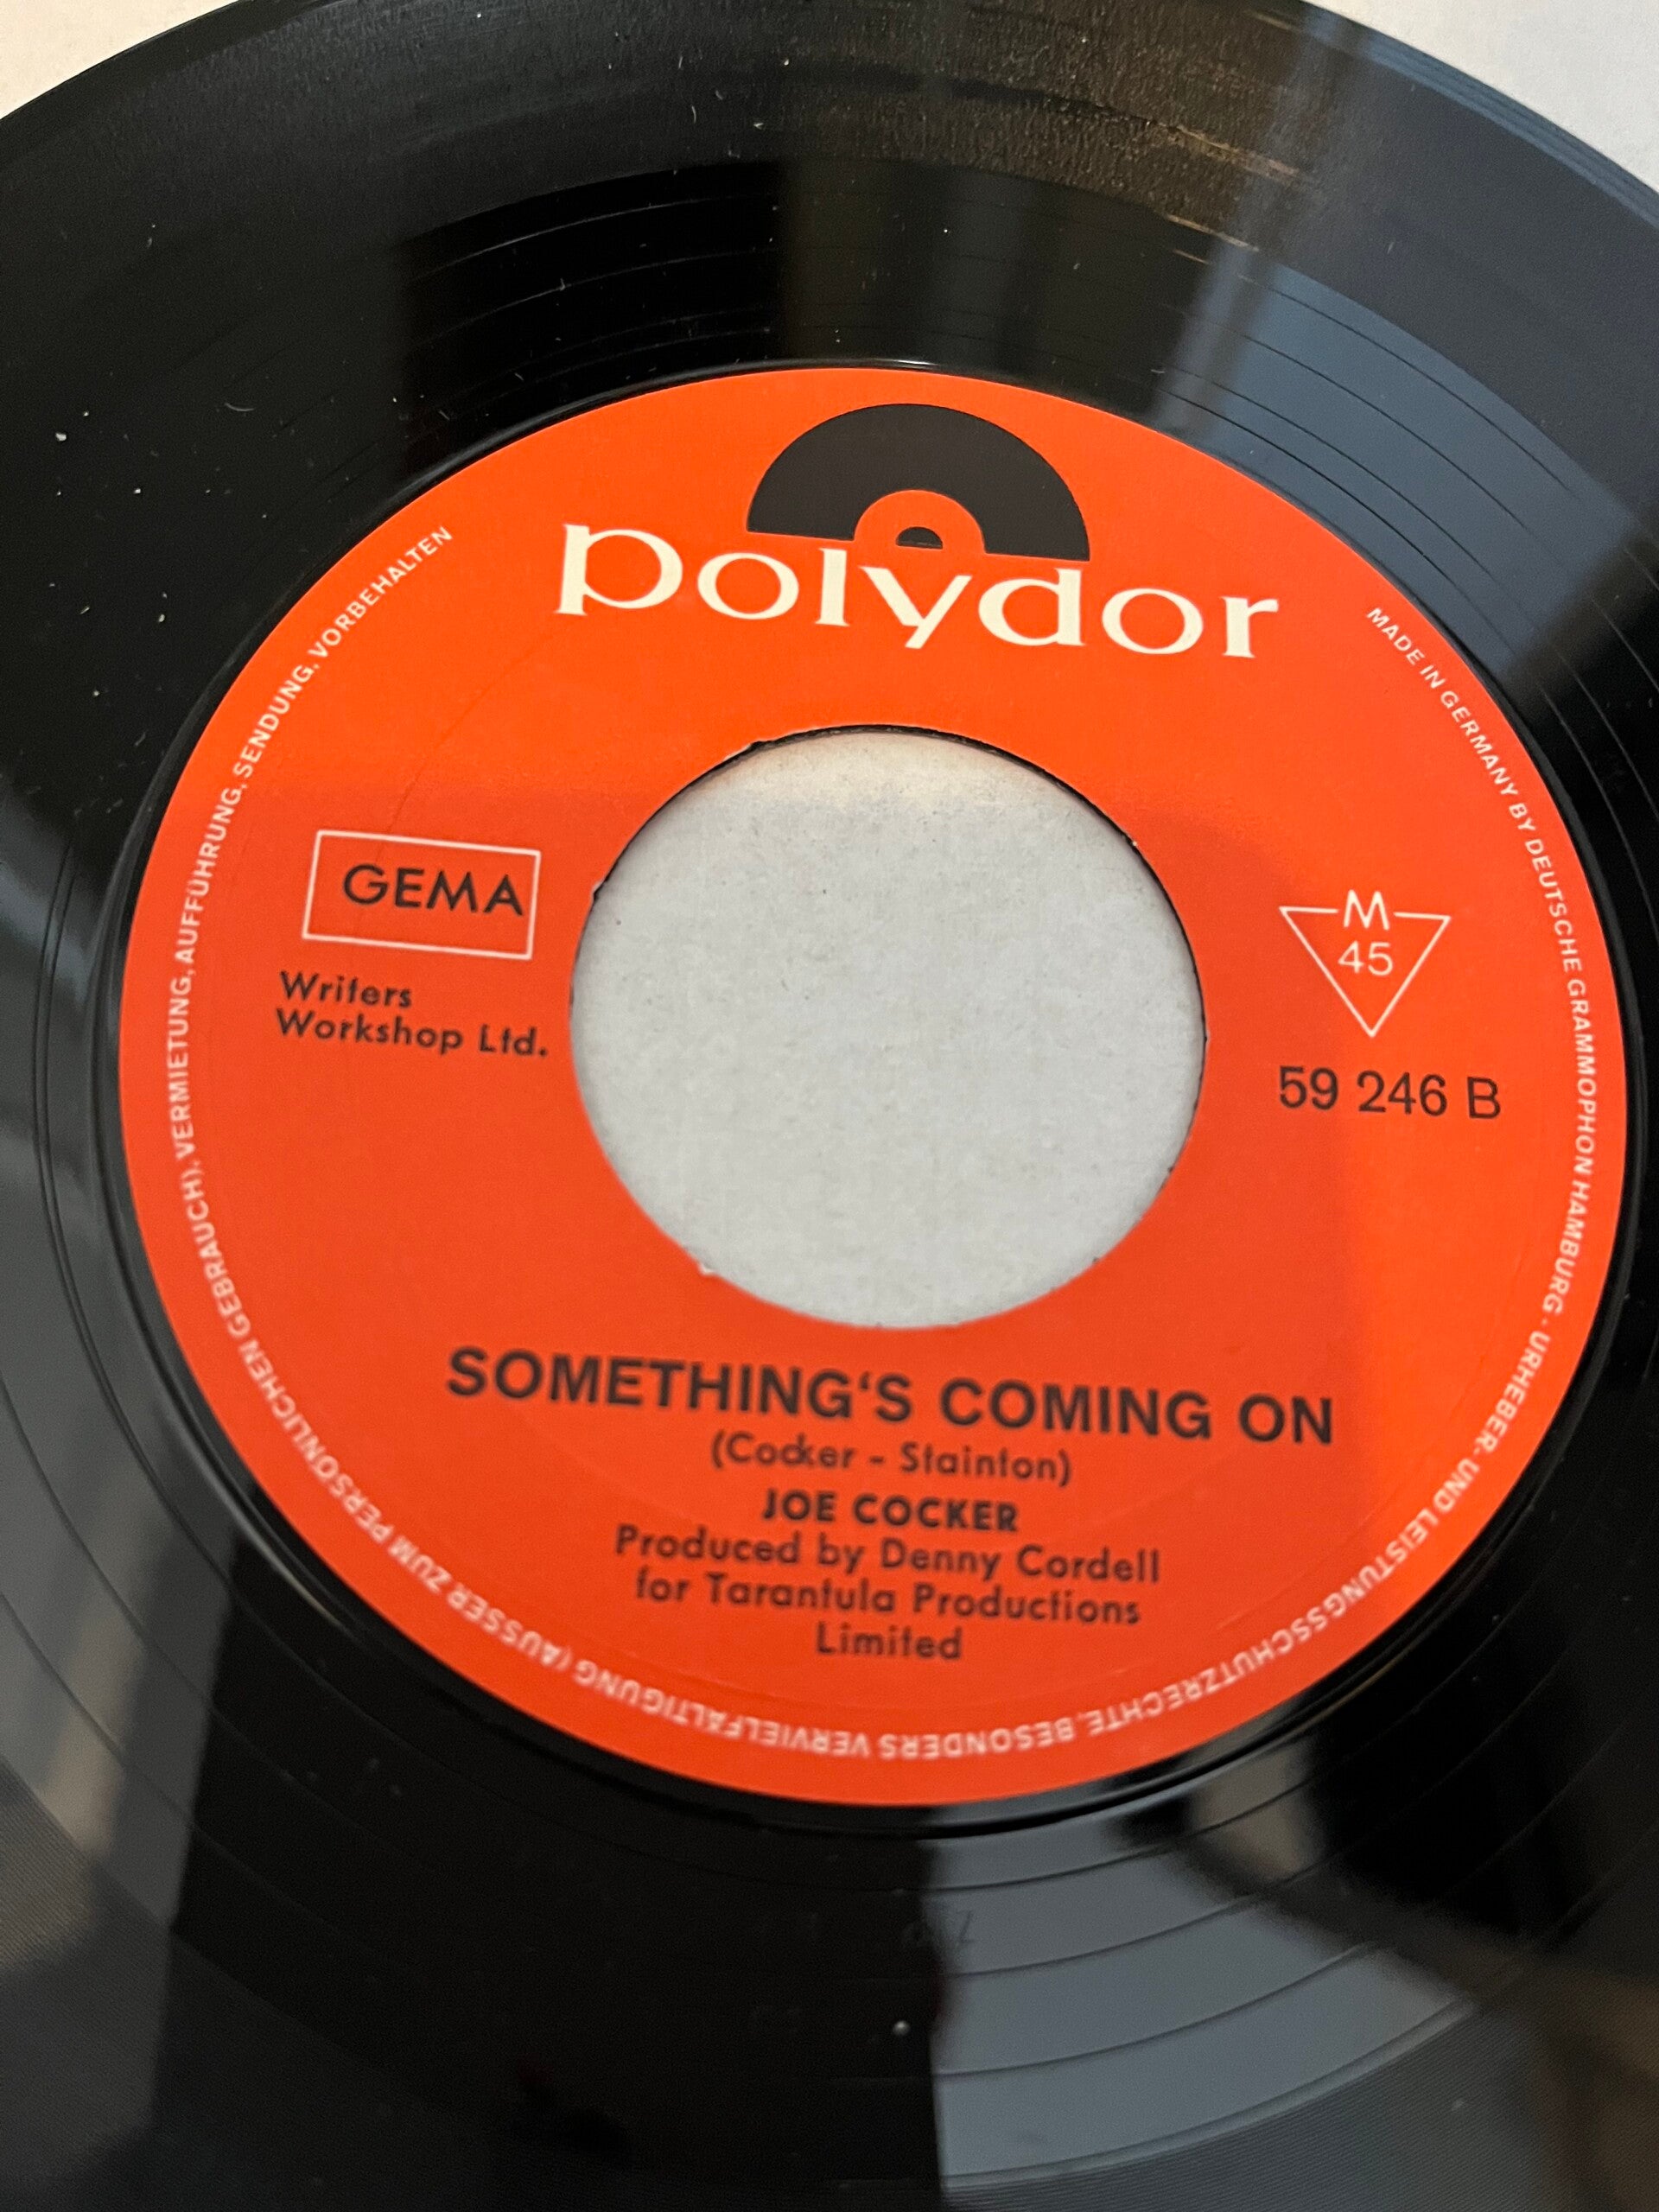 polydor
GEMA
Writers
Workshop Ltd.
M
45
59 246 B
SOMETHING'S COMING ON
(Cocker - Stainton)
JOE COCKER
Produced by Denny Cordell
for Tarantula Productions
Limited
MADE IN GERMANY BY DEUTSCHE GRAMMOPHON HAMBURG - URHEBER- UND LEISTUNGSSCHUTZRECHTE, BESONDERS VERVIELFÄLTIGUNG (AUSSER ZUM PERSÖNLICHEN GEBRAUCH), VERMIETUNG, AUFFÜHRUNG, SENDUNG, VORBEHALTEN